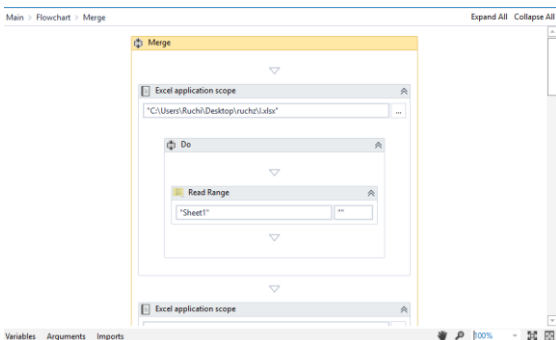 Main > Flowchart > Merge Expand All Collapse All
Merge
Excel application scope
"C:\Users\Ruchi\Desktop\ruchz\I.xlsx" ...
Do
Read Range
"Sheet1" ""
Excel application scope
Variables Arguments Imports 100%